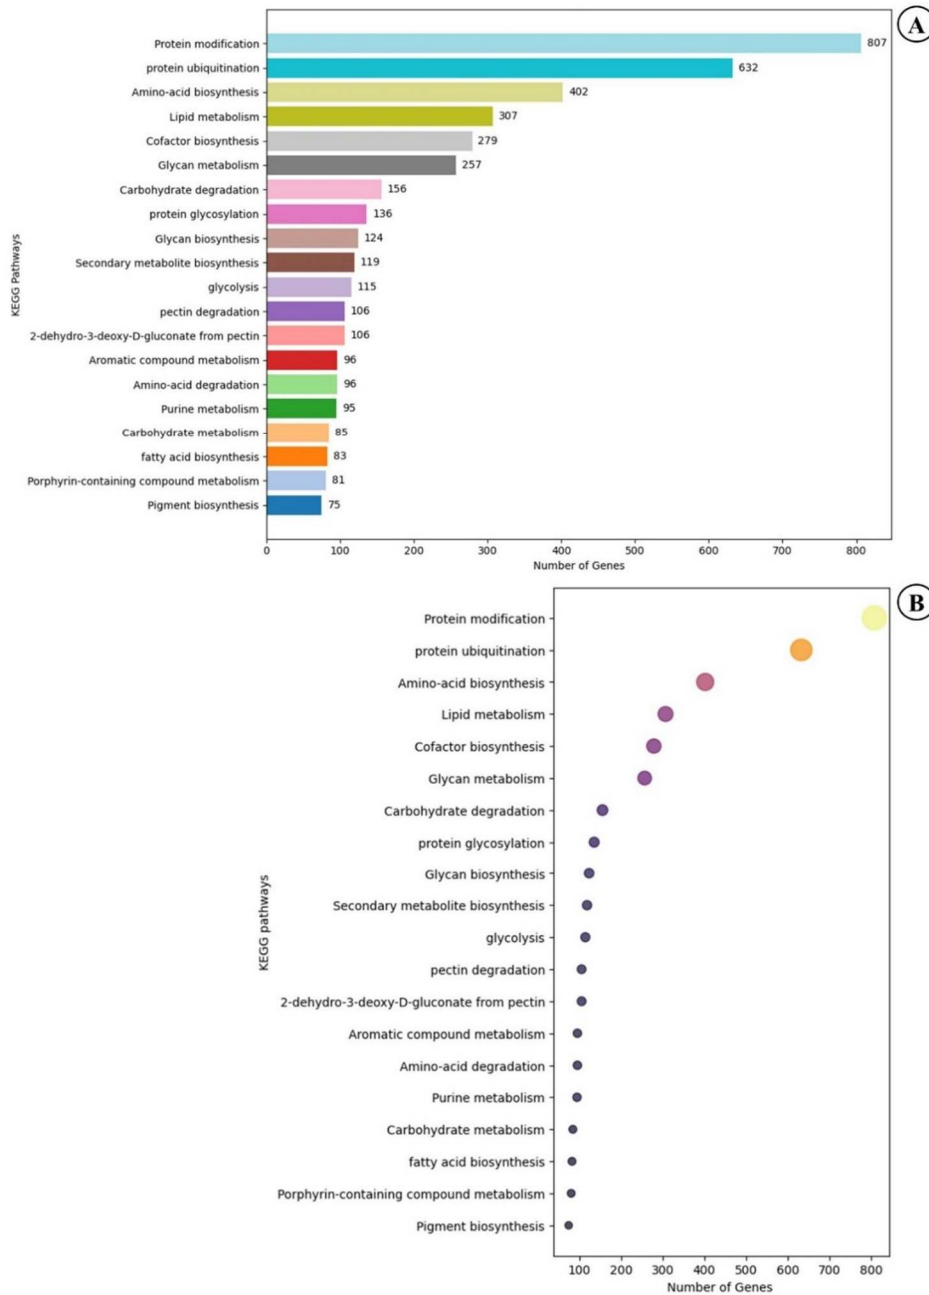 A
Protein modification 807
protein ubiquitination 632
Amino-acid biosynthesis 402
Lipid metabolism 307
Cofactor biosynthesis 279
Glycan metabolism 257
Carbohydrate degradation 156
protein glycosylation 136
Glycan biosynthesis 124
Secondary metabolite biosynthesis 119
glycolysis 115
pectin degradation 106
2-dehydro-3-deoxy-D-gluconate from pectin 106
Aromatic compound metabolism 96
Amino-acid degradation 96
Purine metabolism 95
Carbohydrate metabolism 85
fatty acid biosynthesis 83
Porphyrin-containing compound metabolism 81
Pigment biosynthesis 75
KEGG Pathways
0 100 200 300 400 500 600 700 800
Number of Genes
B
Protein modification
protein ubiquitination
Amino-acid biosynthesis
Lipid metabolism
Cofactor biosynthesis
Glycan metabolism
Carbohydrate degradation
protein glycosylation
Glycan biosynthesis
Secondary metabolite biosynthesis
glycolysis
pectin degradation
2-dehydro-3-deoxy-D-gluconate from pectin
Aromatic compound metabolism
Amino-acid degradation
Purine metabolism
Carbohydrate metabolism
fatty acid biosynthesis
Porphyrin-containing compound metabolism
Pigment biosynthesis
KEGG pathways
100 200 300 400 500 600 700 800
Number of Genes